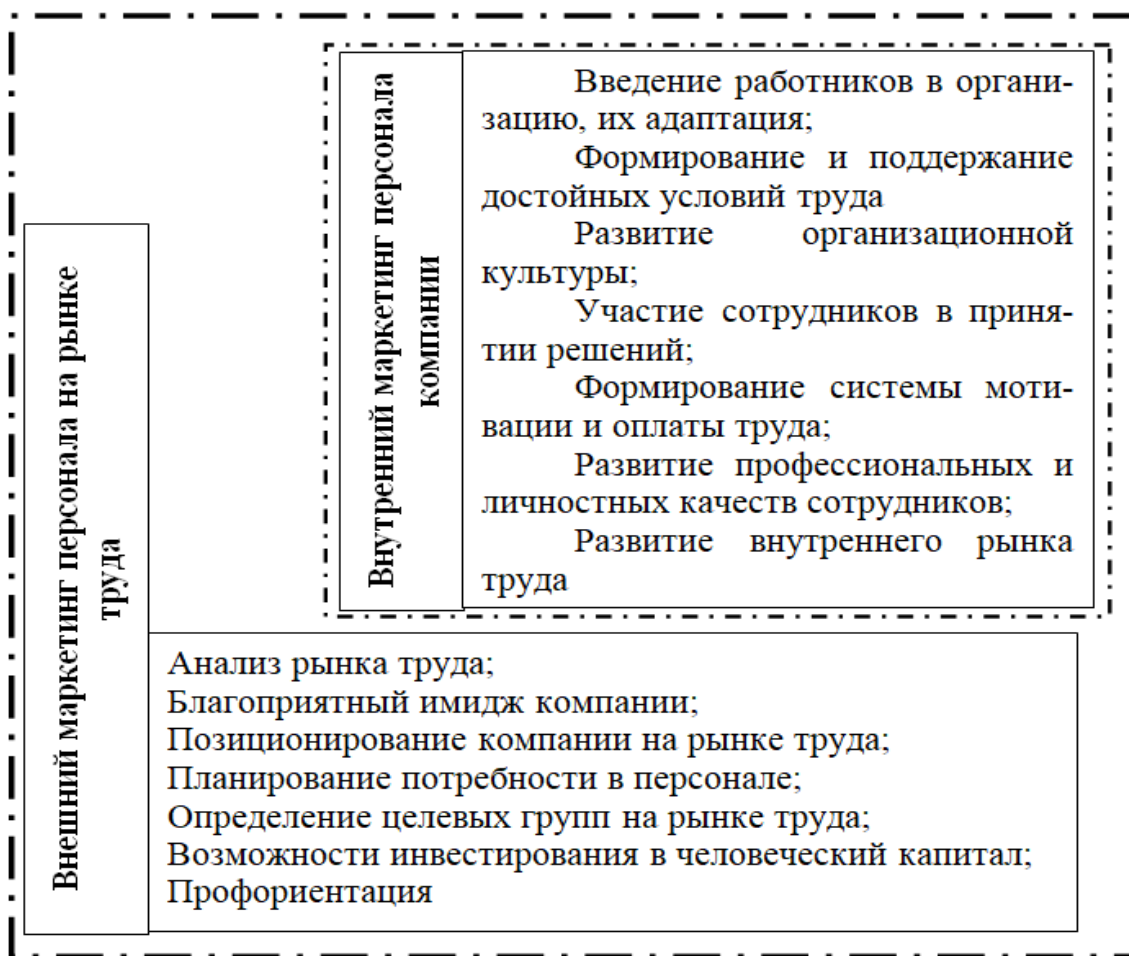 Внутренний маркетинг персонала
компании
Введение работников в органи-
зацию, их адаптация;
Формирование и поддержание
достойных условий труда
Развитие организационной
культуры;
Участие сотрудников в приня-
тии решений;
Формирование системы моти-
вации и оплаты труда;
Развитие профессиональных и
личностных качеств сотрудников;
Развитие внутреннего рынка
труда
Внешний маркетинг персонала на рынке
труда
Анализ рынка труда;
Благоприятный имидж компании;
Позиционирование компании на рынке труда;
Планирование потребности в персонале;
Определение целевых групп на рынке труда;
Возможности инвестирования в человеческий капитал;
Профориентация